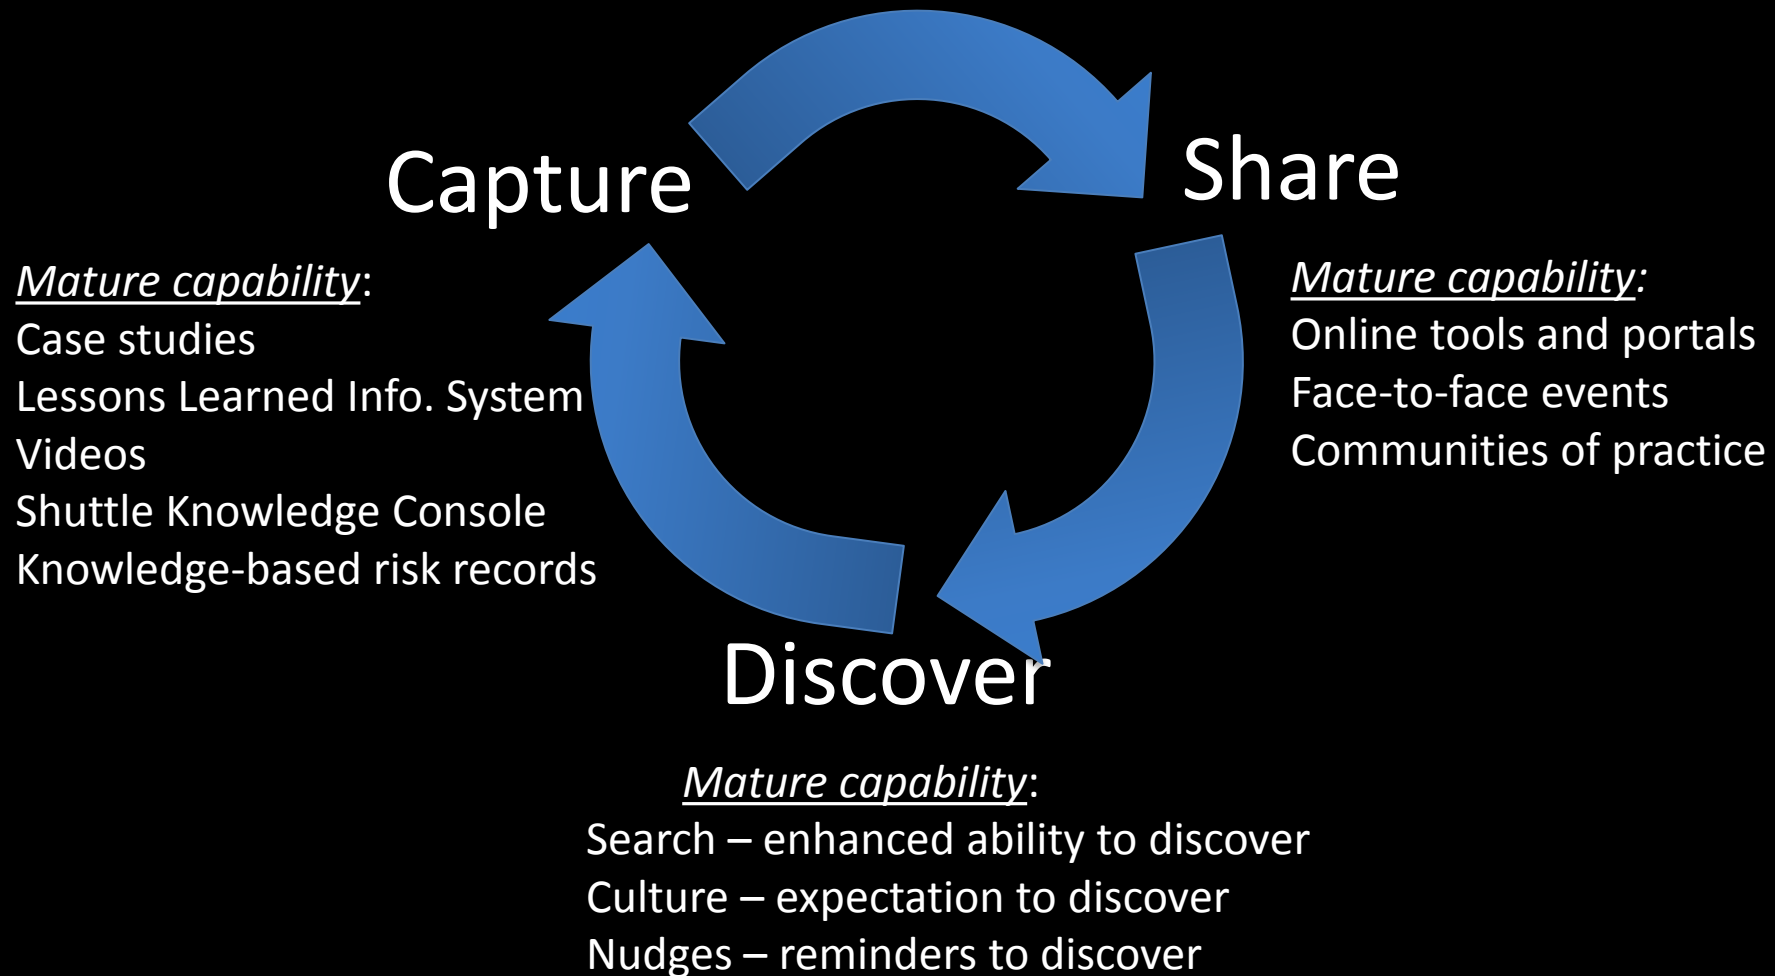 Capture
Mature capability:
Case studies
Lessons Learned Info. System
Videos
Shuttle Knowledge Console
Knowledge-based risk records
Share
Mature capability:
Online tools and portals
Face-to-face events
Communities of practice
Discover
Mature capability:
Search – enhanced ability to discover
Culture – expectation to discover
Nudges – reminders to discover